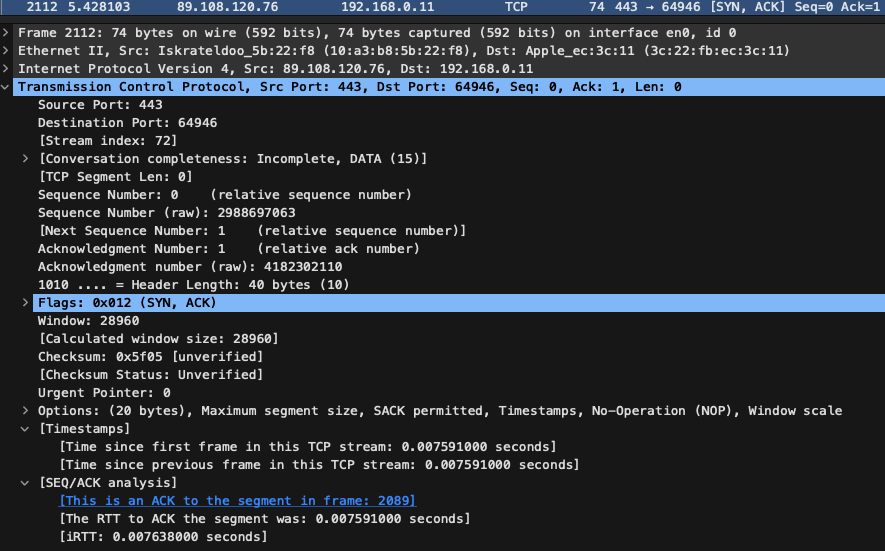 2112 5.428103 89.108.120.76 192.168.0.11 TCP 74 443 → 64946 [SYN, ACK] Seq=0 Ack=1
Frame 2112: 74 bytes on wire (592 bits), 74 bytes captured (592 bits) on interface en0, id 0
Ethernet II, Src: Iskrateldoo_5b:22:f8 (10:a3:b8:5b:22:f8), Dst: Apple_ec:3c:11 (3c:22:fb:ec:3c:11)
Internet Protocol Version 4, Src: 89.108.120.76, Dst: 192.168.0.11
Transmission Control Protocol, Src Port: 443, Dst Port: 64946, Seq: 0, Ack: 1, Len: 0
Source Port: 443
Destination Port: 64946
[Stream index: 72]
[Conversation completeness: Incomplete, DATA (15)]
[TCP Segment Len: 0]
Sequence Number: 0 (relative sequence number)
Sequence Number (raw): 2988697063
[Next Sequence Number: 1 (relative sequence number)]
Acknowledgment Number: 1 (relative ack number)
Acknowledgment number (raw): 4182302110
1010 .... = Header Length: 40 bytes (10)
Flags: 0x012 (SYN, ACK)
Window: 28960
[Calculated window size: 28960]
Checksum: 0x5f05 [unverified]
[Checksum Status: Unverified]
Urgent Pointer: 0
Options: (20 bytes), Maximum segment size, SACK permitted, Timestamps, No-Operation (NOP), Window scale
[Timestamps]
[Time since first frame in this TCP stream: 0.007591000 seconds]
[Time since previous frame in this TCP stream: 0.007591000 seconds]
[SEQ/ACK analysis]
[This is an ACK to the segment in frame: 2089]
[The RTT to ACK the segment was: 0.007591000 seconds]
[iRTT: 0.007638000 seconds]